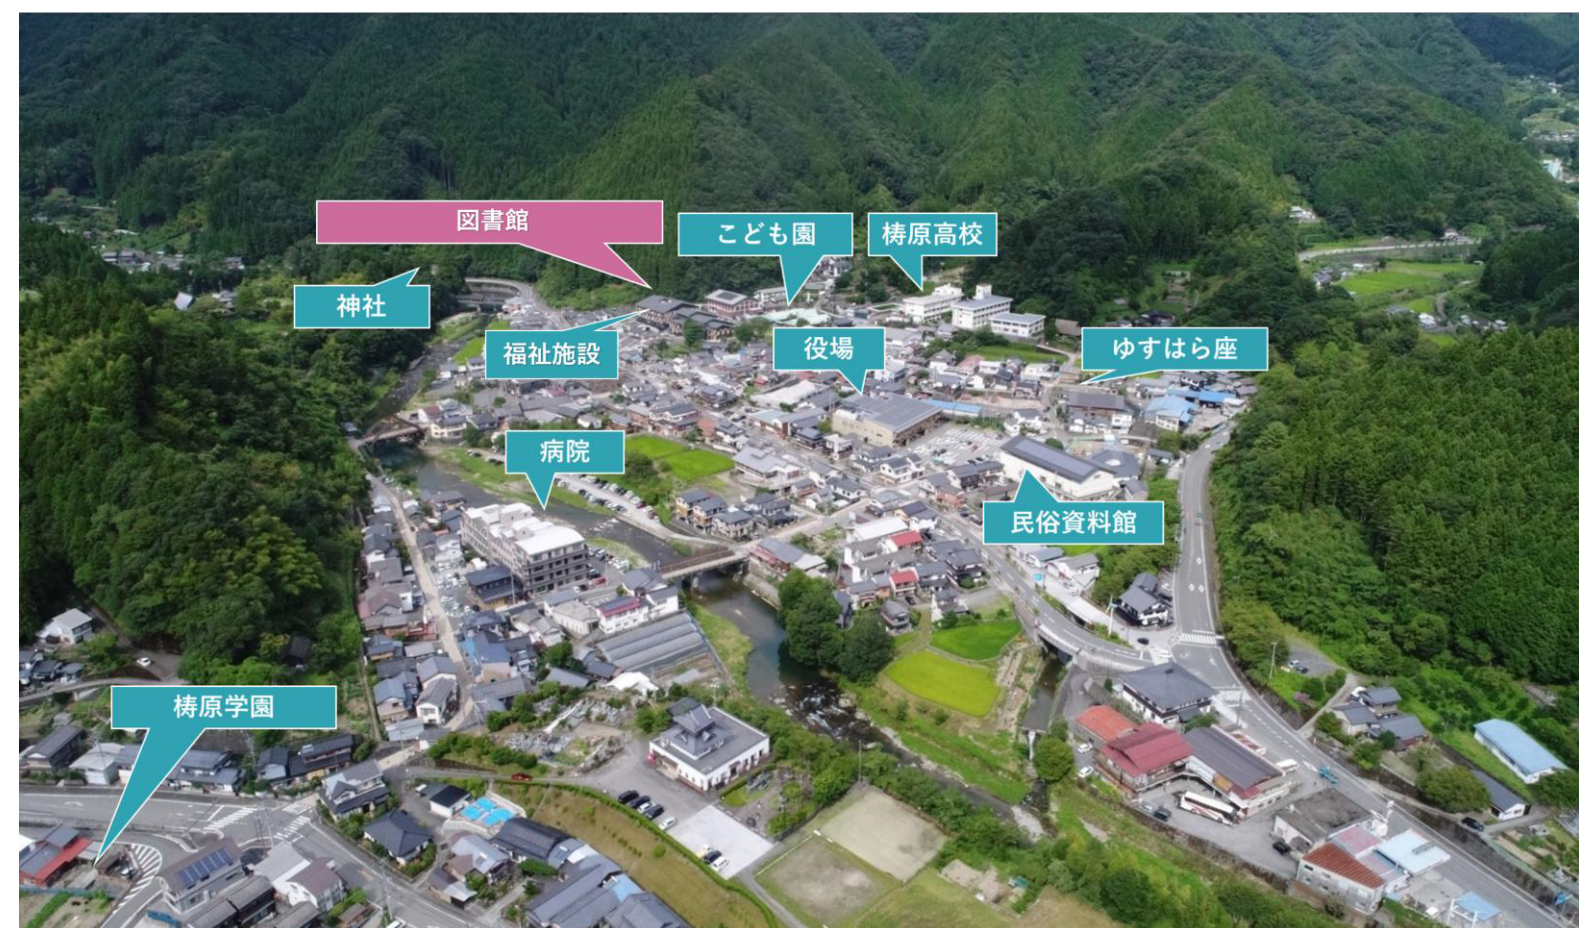 図書館
こども園
梼原高校
神社
福祉施設
役場
ゆすはら座
病院
民俗資料館
梼原学園